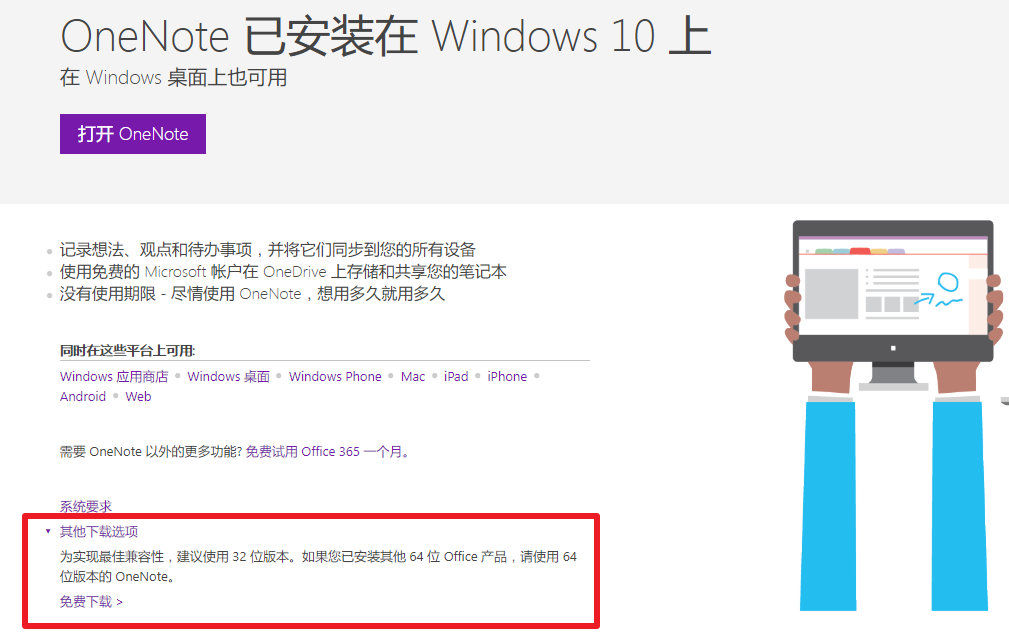 OneNote 已安装在 Windows 10 上
在 Windows 桌面上也可用
打开 OneNote
记录想法、观点和待办事项，并将它们同步到您的所有设备
使用免费的 Microsoft 帐户在 OneDrive 上存储和共享您的笔记本
没有使用期限 - 尽情使用 OneNote，想用多久就用多久
同时在这些平台上可用:
Windows 应用商店 • Windows 桌面 • Windows Phone • Mac • iPad • iPhone •
Android • Web
需要 OneNote 以外的更多功能? 免费试用 Office 365 一个月。
系统要求
其他下载选项
为实现最佳兼容性，建议使用 32 位版本。如果您已安装其他 64 位 Office 产品，请使用 64
位版本的 OneNote。
免费下载 >